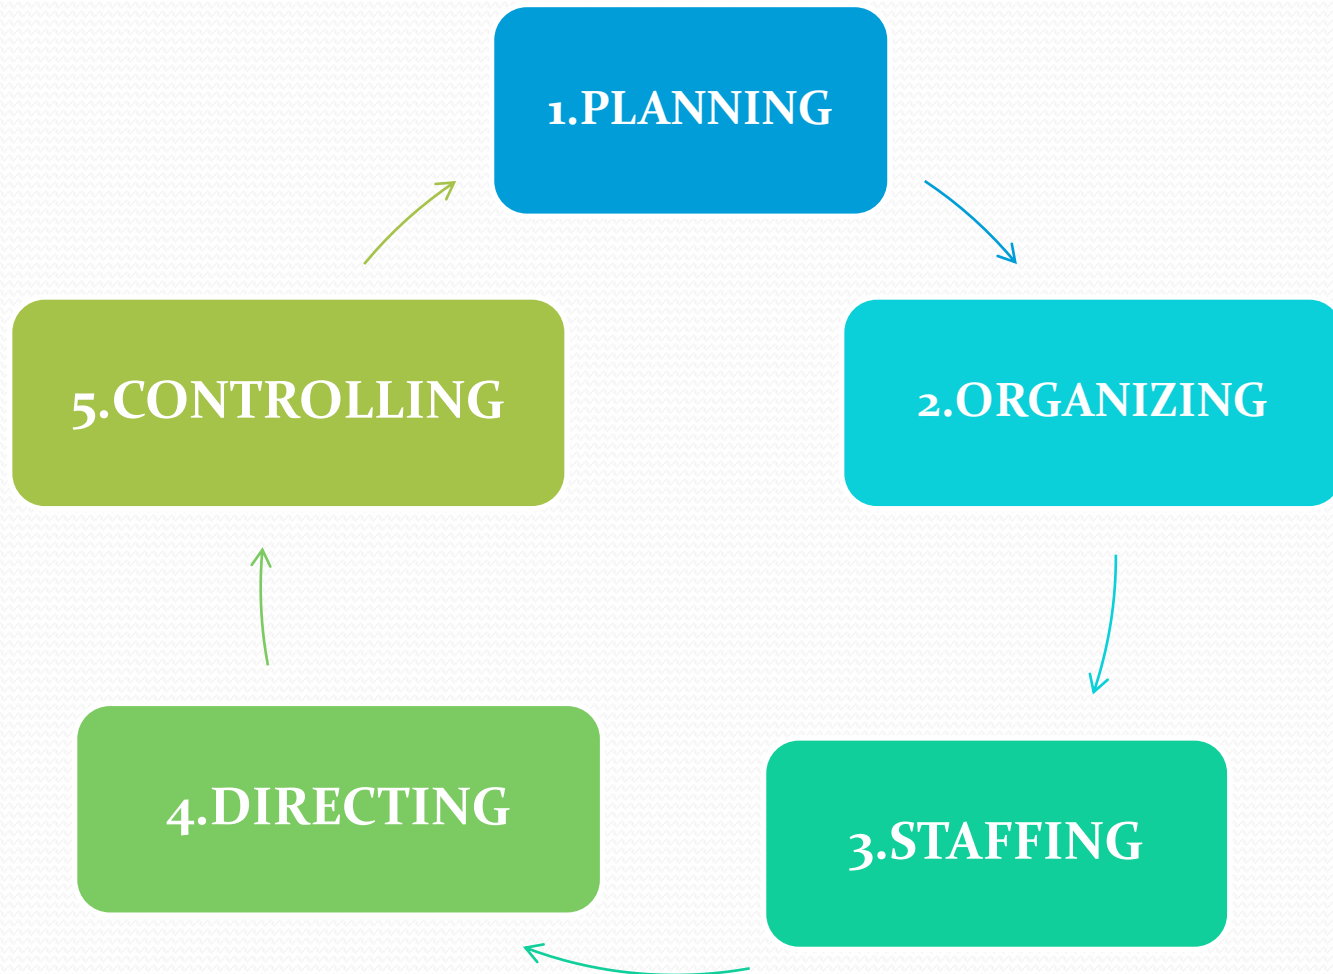 1.PLANNING
2.ORGANIZING
3.STAFFING
4.DIRECTING
5.CONTROLLING